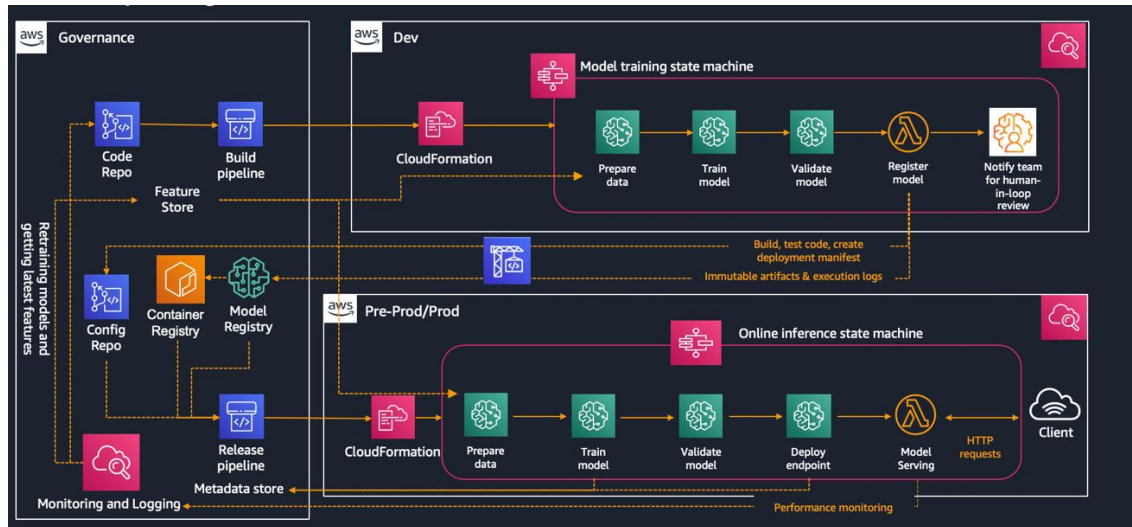 aws
Governance
Code
Repo
Build
pipeline
Feature
Store
Retraining models and
getting latest features
Config
Repo
Container
Registry
Model
Registry
Release
pipeline
Monitoring and Logging
Metadata store
aws
Dev
Model training state machine
CloudFormation
Prepare
data
Train
model
Validate
model
Register
model
Notify team
for human-
in-loop
review
Build, test code, create
deployment manifest
Immutable artifacts & execution logs
aws
Pre-Prod/Prod
Online inference state machine
CloudFormation
Prepare
data
Train
model
Validate
model
Deploy
endpoint
Model
Serving
HTTP
requests
Client
Performance monitoring